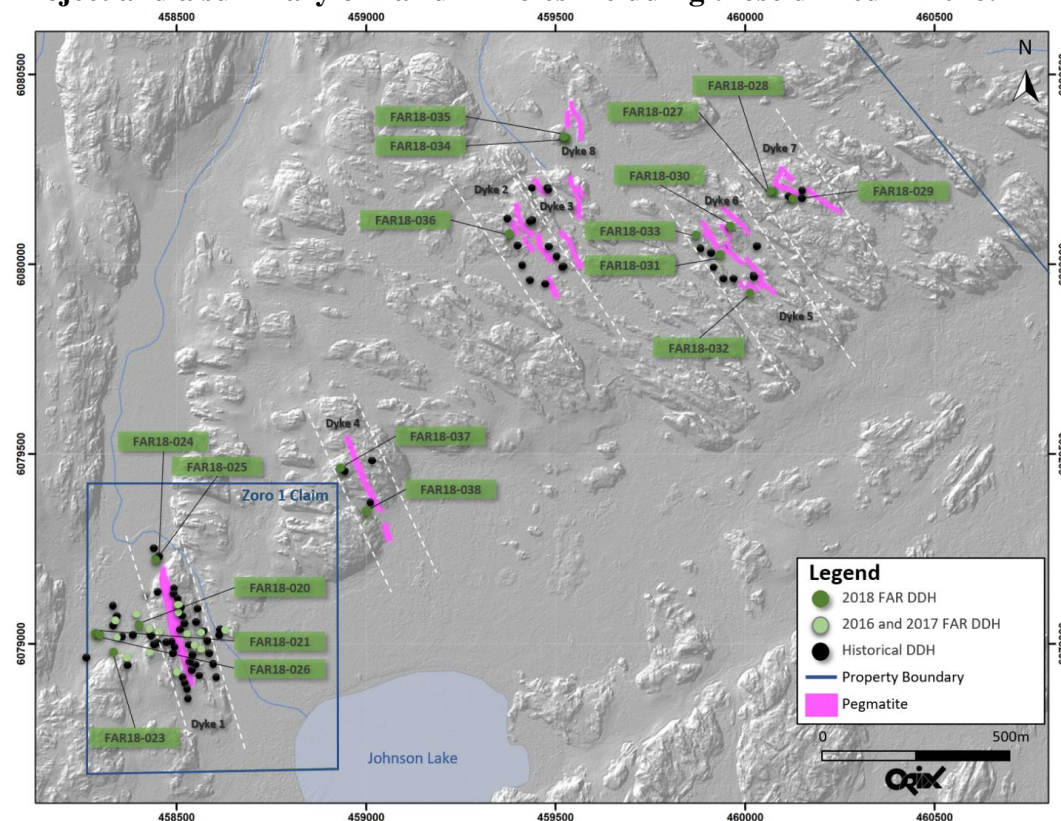 458500 459000 459500 460000 460500
N
6080500
FAR18-028
FAR18-027
FAR18-035
FAR18-034
Dyke 8
Dyke 7
FAR18-030
FAR18-029
Dyke 2
Dyke 3
Dyke 6
FAR18-036
FAR18-033
6080000
FAR18-031
Dyke 5
FAR18-032
Dyke 4
FAR18-037
FAR18-024
6079500
FAR18-025
FAR18-038
Zoro 1 Claim
FAR18-020
FAR18-021
6079000
FAR18-026
Dyke 1
FAR18-023
Johnson Lake
Legend
2018 FAR DDH
2016 and 2017 FAR DDH
Historical DDH
Property Boundary
Pegmatite
0 500m
Orix
458500 459000 459500 460000 460500